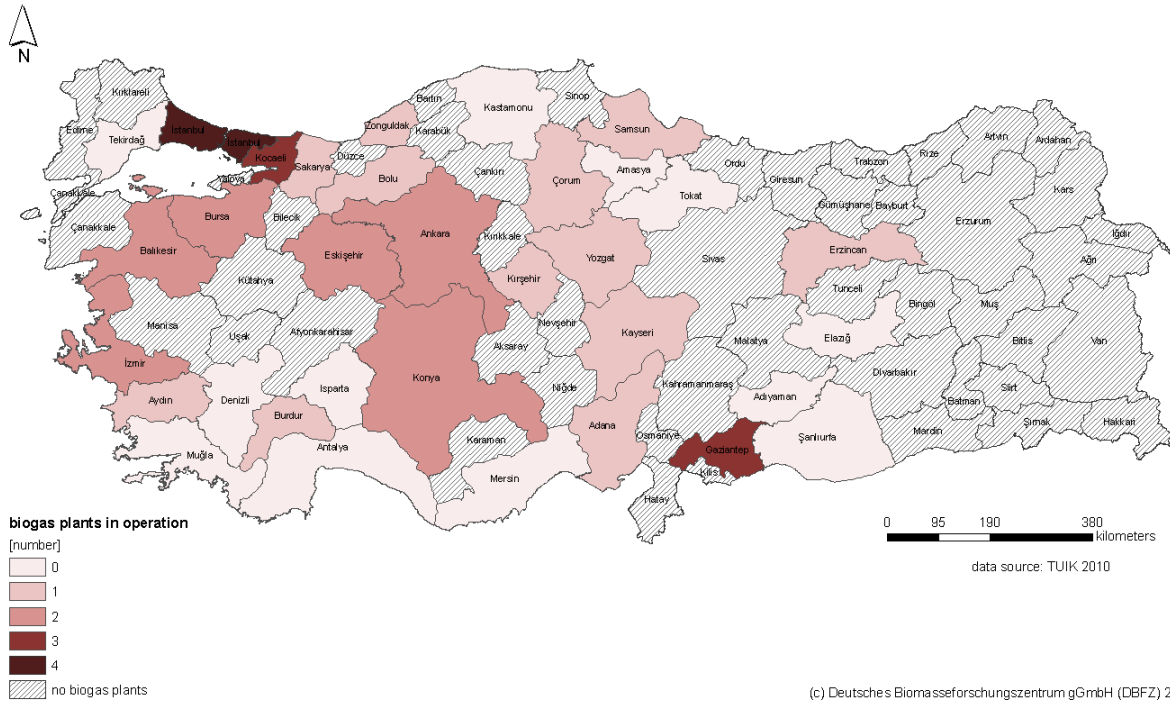 N
Kırklareli
Edirne
Tekirdağ
İstanbul
İstanbul
Kocaeli
Yalova
Sakarya
Düzce
Zonguldak
Bartın
Karabük
Kastamonu
Sinop
Samsun
Bolu
Çankırı
Çorum
Amasya
Tokat
Ordu
Giresun
Trabzon
Rize
Artvin
Ardahan
Gümüşhane
Bayburt
Kars
Erzurum
Iğdır
Çanakkale
Çanakkale
Bursa
Bilecik
Balıkesir
Eskişehir
Ankara
Kırıkkale
Yozgat
Sivas
Erzincan
Ağrı
Kütahya
Kırşehir
Tunceli
Bingöl
Muş
Manisa
Uşak
Afyonkarahisar
Nevşehir
Kayseri
Malatya
Elazığ
Bitlis
Van
İzmir
Konya
Aksaray
Niğde
Kahramanmaraş
Diyarbakır
Siirt
Batman
Aydın
Denizli
Isparta
Burdur
Adıyaman
Şanlıurfa
Mardin
Şırnak
Hakkari
Muğla
Antalya
Karaman
Mersin
Adana
Osmaniye
Gaziantep
Kilis
Hatay
biogas plants in operation
[number]
0
1
2
3
4
no biogas plants
0 95 190 380
kilometers
data source: TUIK 2010
(c) Deutsches Biomasseforschungszentrum gGmbH (DBFZ) 2